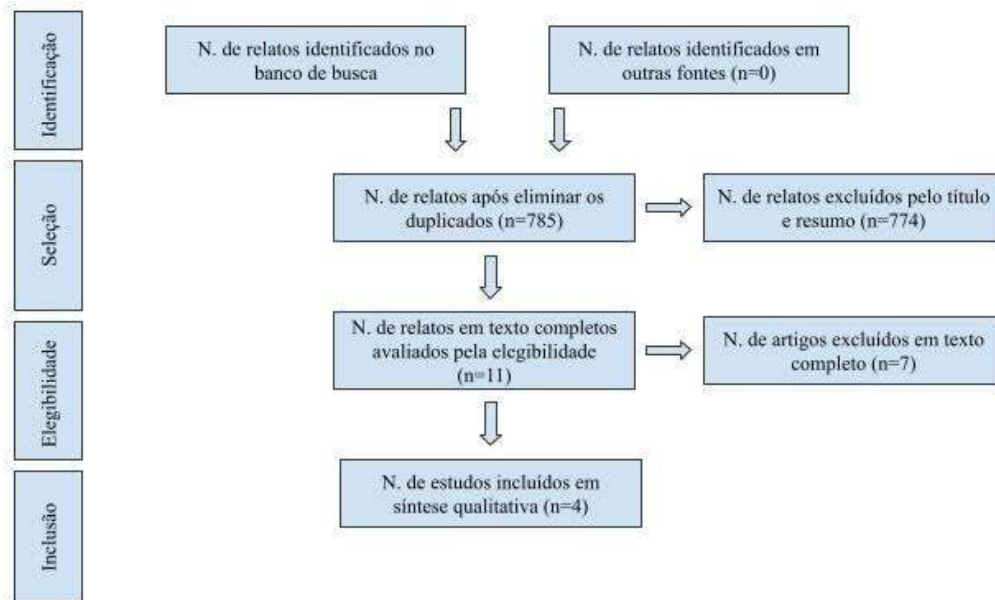 Identificação
N. de relatos identificados no
banco de busca
N. de relatos identificados em
outras fontes (n=0)
Seleção
N. de relatos após eliminar os
duplicados (n=785)
N. de relatos excluídos pelo título
e resumo (n=774)
Elegibilidade
N. de relatos em texto completos
avaliados pela elegibilidade
(n=11)
N. de artigos excluídos em texto
completo (n=7)
Inclusão
N. de estudos incluídos em
síntese qualitativa (n=4)